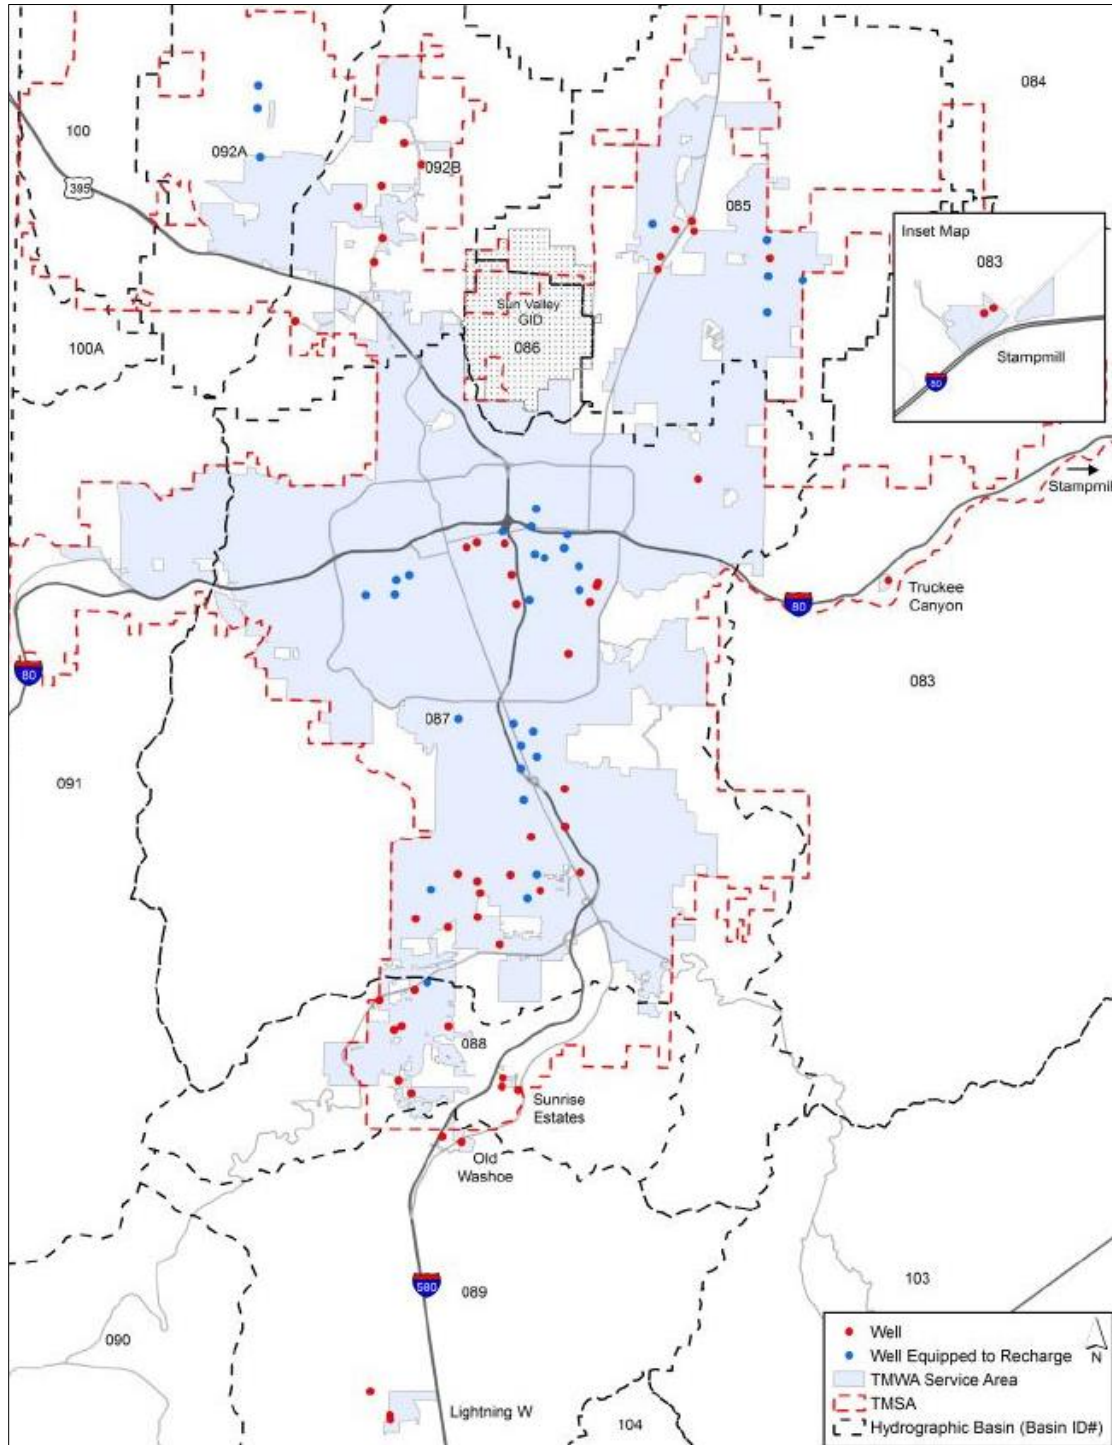 084
100
092A
092B
395
085
Inset Map
083
Stampmill
80
Sun Valley
GID
086
100A
Stampmil
Truckee
Canyon
80
80
083
087
091
088
Sunrise
Estates
Old
Washoe
580
089
103
090
Lightning W
104
Well
Well Equipped to Recharge
N
TMWA Service Area
TMSA
Hydrographic Basin (Basin ID#)